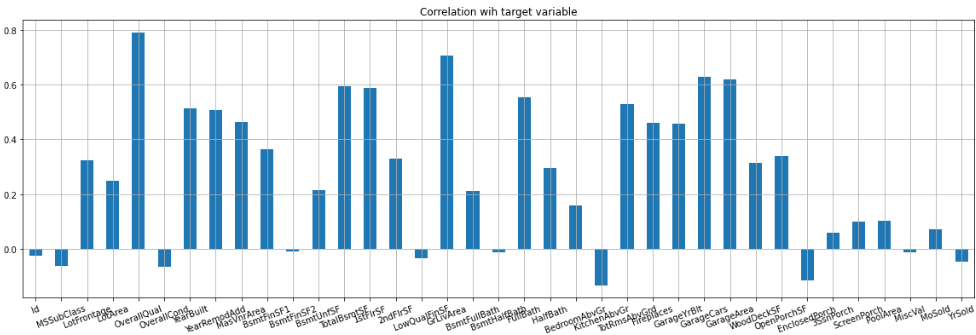 Correlation wih target variable
0.8
0.6
0.4
0.2
0.0
Id
MSSubClass
LotFrontage
LotArea
OverallQual
OverallCond
YearBuilt
YearRemodAdd
MasVnrArea
BsmtFinSF1
BsmtFinSF2
BsmtUnfSF
TotalBsmtSF
1stFlrSF
2ndFlrSF
LowQualFinSF
GrLivArea
BsmtFullBath
BsmtHalfBath
FullBath
HalfBath
BedroomAbvGr
KitchenAbvGr
TotRmsAbvGrd
Fireplaces
GarageYrBlt
GarageCars
GarageArea
WoodDeckSF
OpenPorchSF
EnclosedPorch
3SsnPorch
ScreenPorch
PoolArea
MiscVal
MoSold
YrSold